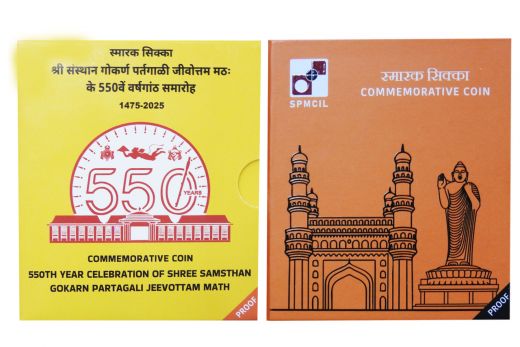 स्मारक सिक्का
श्री संस्थान गोकर्ण पर्तगाळी जीवोत्तम मठः
के 550वें वर्षगांठ समारोह
1475-2025
550
YEARS
COMMEMORATIVE COIN
550TH YEAR CELEBRATION OF SHREE SAMSTHAN
GOKARN PARTAGALI JEEVOTTAM MATH
PROOF
SPMCIL
स्मारक सिक्का
COMMEMORATIVE COIN
PROOF